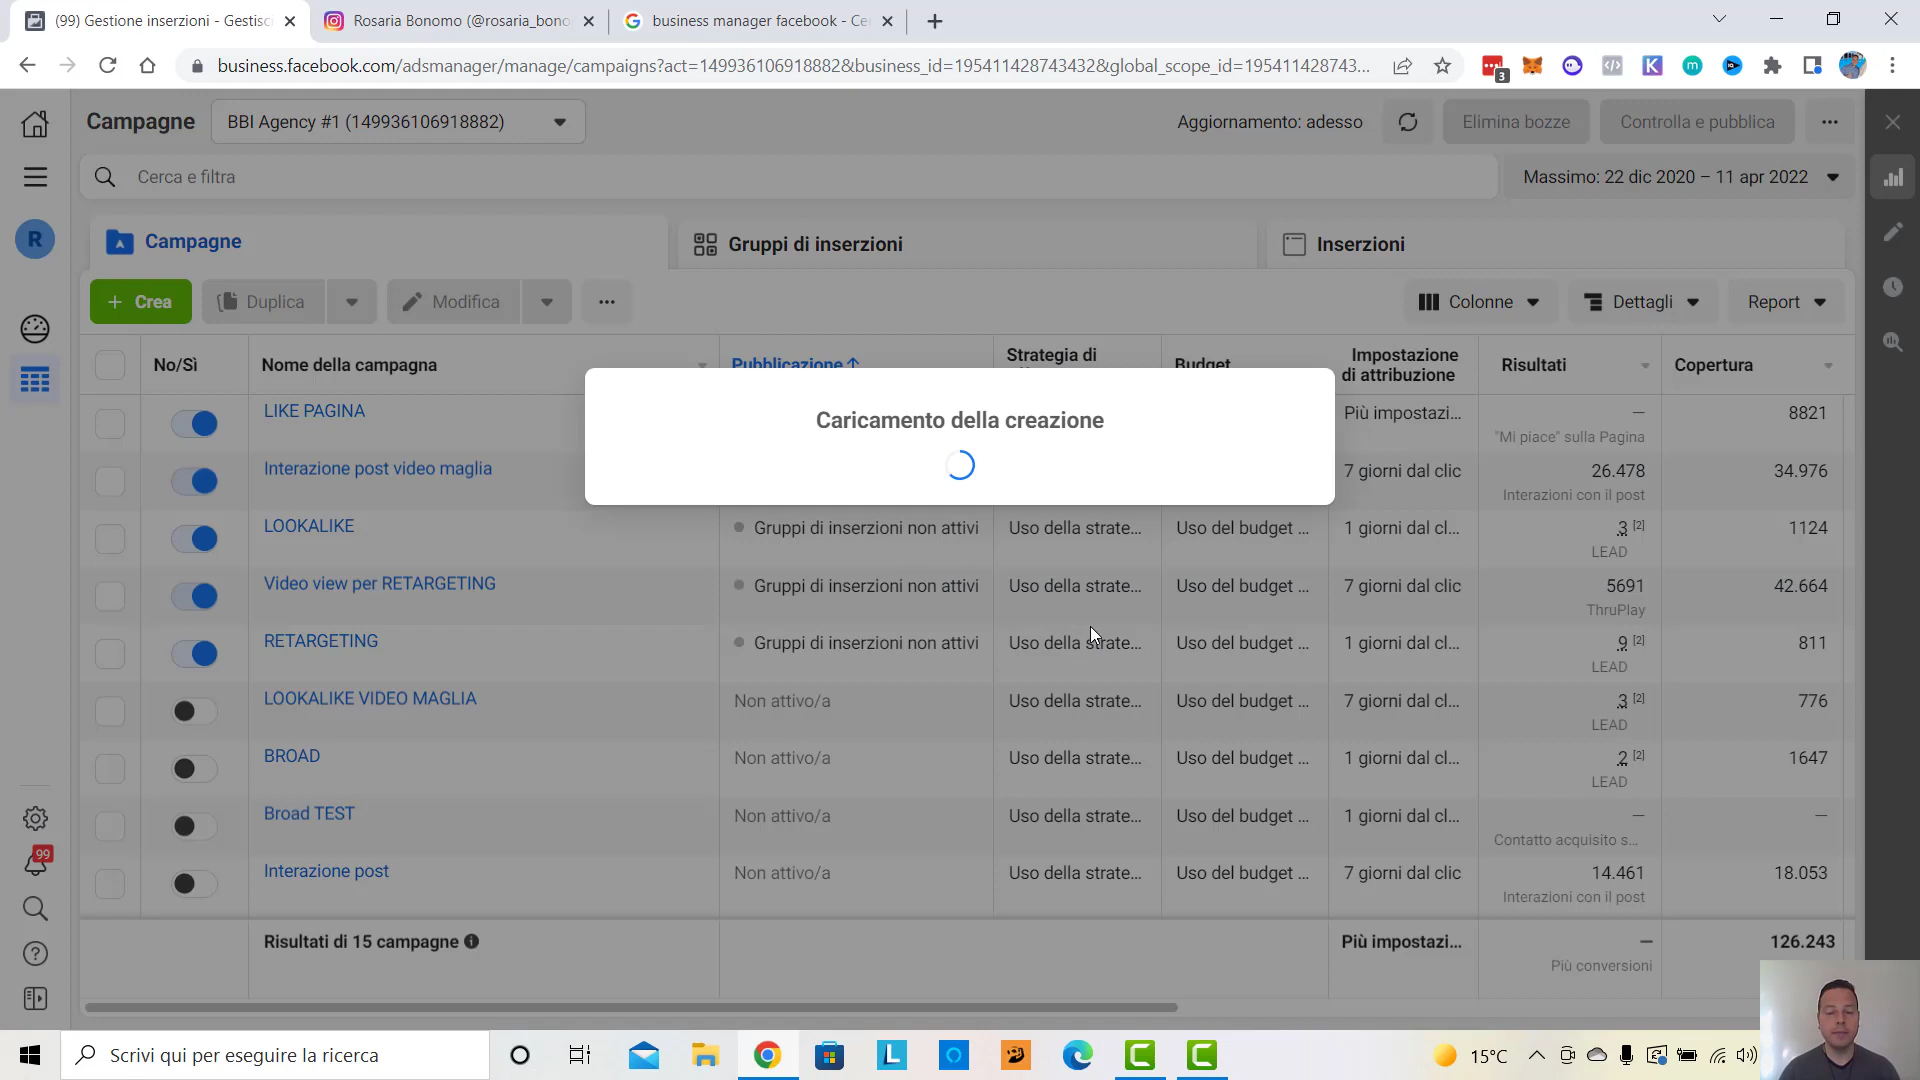 (99) Gestione inserzioni - Gestisci
Rosaria Bonomo (@rosaria_bono
business manager facebook - Ce
business.facebook.com/adsmanager/manage/campaigns?act=149936106918882&business_id=195411428743432&global_scope_id=195411428743...
3
Campagne
BBI Agency #1 (149936106918882)
Aggiornamento: adesso
Elimina bozze
Controlla e pubblica
Cerca e filtra
Massimo: 22 dic 2020 – 11 apr 2022
R
Campagne
Gruppi di inserzioni
Inserzioni
+ Crea
Duplica
Modifica
Colonne
Dettagli
Report
No/Sì
Nome della campagna
Pubblicazione ↑
Strategia di
Budget
Impostazione
di attribuzione
Risultati
Copertura
Caricamento della creazione
LIKE PAGINA
Più impostazi...
—
"Mi piace" sulla Pagina
8821
Interazione post video maglia
7 giorni dal clic
26.478
Interazioni con il post
34.976
LOOKALIKE
Gruppi di inserzioni non attivi
Uso della strate...
Uso del budget ...
1 giorni dal cl...
3 [2]
LEAD
1124
Video view per RETARGETING
Gruppi di inserzioni non attivi
Uso della strate...
Uso del budget ...
7 giorni dal clic
5691
ThruPlay
42.664
RETARGETING
Gruppi di inserzioni non attivi
Uso della strate...
Uso del budget ...
1 giorni dal cl...
9 [2]
LEAD
811
LOOKALIKE VIDEO MAGLIA
Non attivo/a
Uso della strate...
Uso del budget ...
7 giorni dal cl...
3 [2]
LEAD
776
BROAD
Non attivo/a
Uso della strate...
Uso del budget ...
1 giorni dal cl...
2 [2]
LEAD
1647
Broad TEST
Non attivo/a
Uso della strate...
Uso del budget ...
1 giorni dal cl...
—
Contatto acquisito s...
—
Interazione post
Non attivo/a
Uso della strate...
Uso del budget ...
7 giorni dal clic
14.461
Interazioni con il post
18.053
99
Risultati di 15 campagne
Più impostazi...
—
Più conversioni
126.243
Scrivi qui per eseguire la ricerca
15°C